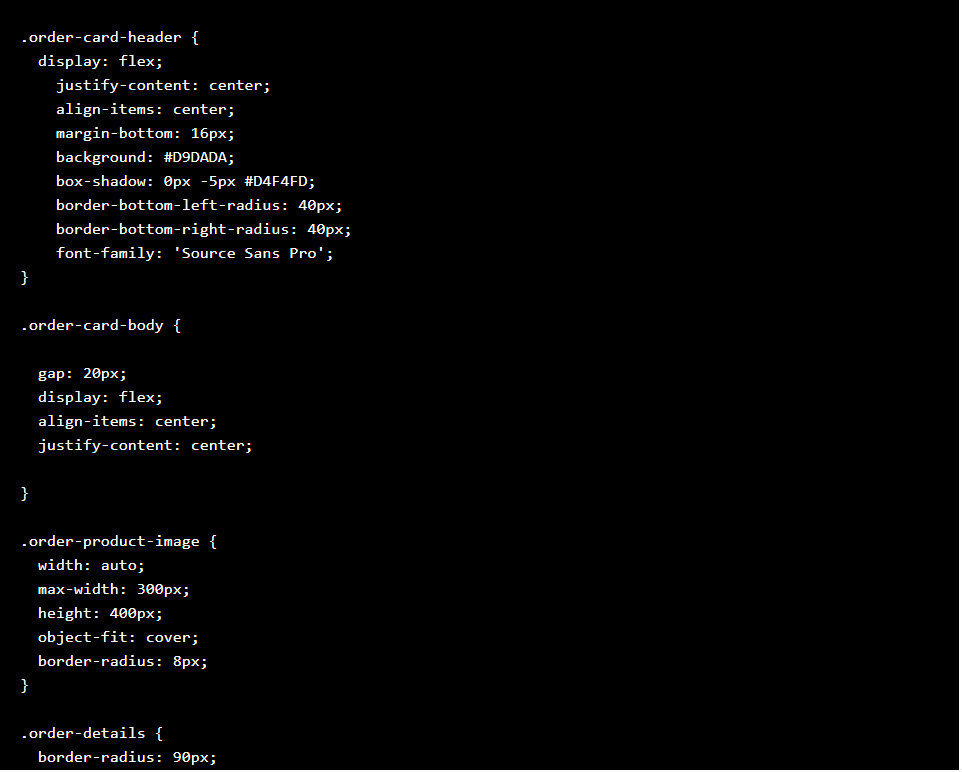 .order-card-header {
  display: flex;
    justify-content: center;
    align-items: center;
    margin-bottom: 16px;
    background: #D9DADA;
    box-shadow: 0px -5px #D4F4FD;
    border-bottom-left-radius: 40px;
    border-bottom-right-radius: 40px;
    font-family: 'Source Sans Pro';
}

.order-card-body {

  gap: 20px;
  display: flex;
  align-items: center;
  justify-content: center;

}

.order-product-image {
  width: auto;
  max-width: 300px;
  height: 400px;
  object-fit: cover;
  border-radius: 8px;
}

.order-details {
  border-radius: 90px;